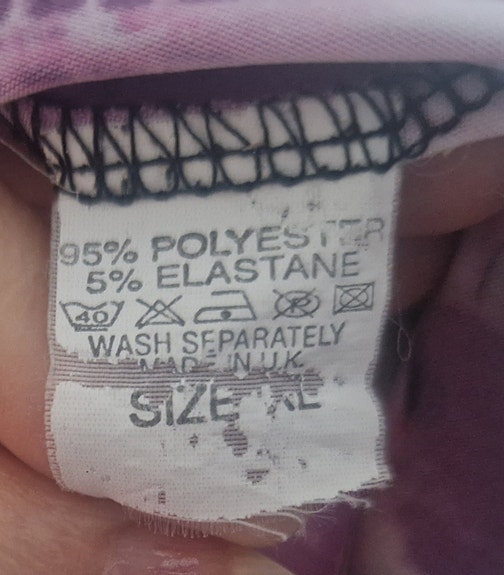 95% POLYESTER
5% ELASTANE
40
WASH SEPARATELY
MADE IN U.K
SIZE XL